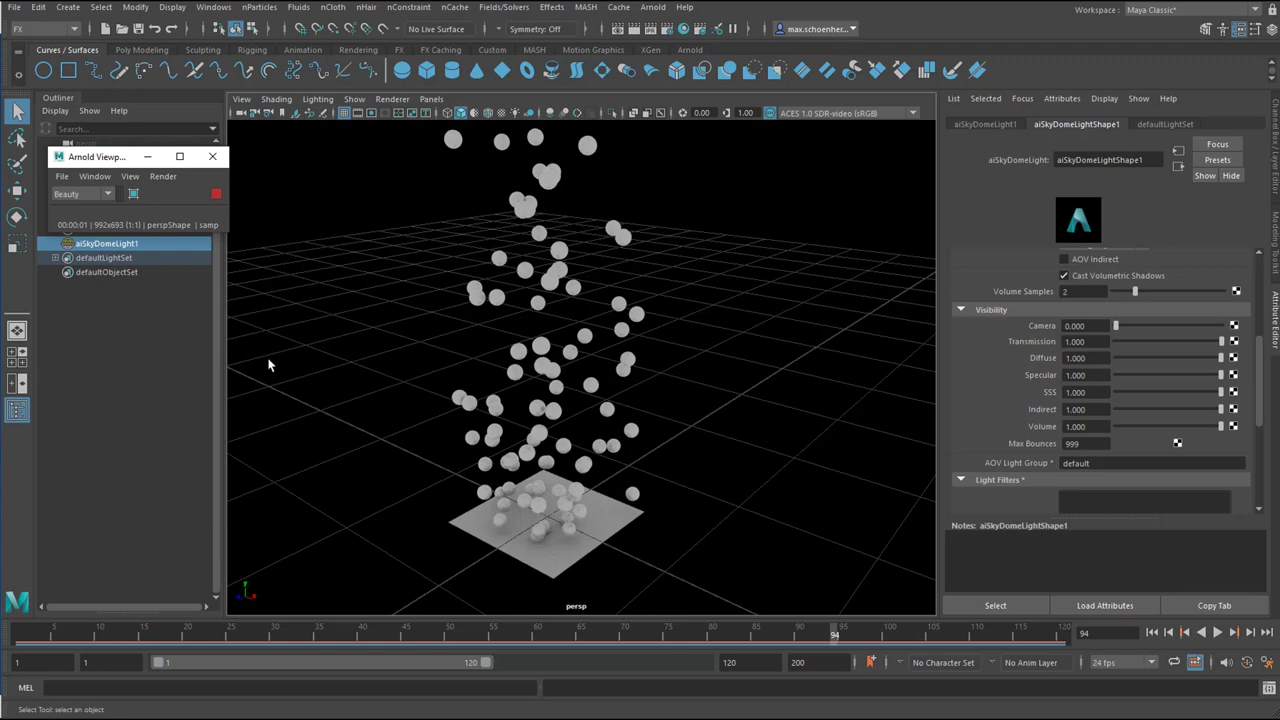 File Edit Create Select Modify Display Windows nParticles Fluids nCloth nHair nConstraint nCache Fields/Solvers Effects MASH Cache Arnold Help Workspace : Maya Classic*
FX No Live Surface Symmetry: Off max.schoenhe...
Curves / Surfaces Poly Modeling Sculpting Rigging Animation Rendering FX FX Caching Custom MASH Motion Graphics XGen Arnold
Outliner
Display Show Help
Search...
persp
View Shading Lighting Show Renderer Panels
0.00 1.00 ACES 1.0 SDR-video (sRGB)
Arnold Viewp...
File Window View Render
Beauty
00:00:01 | 992x693 (1:1) | perspShape | samp
aiSkyDomeLight1
defaultLightSet
defaultObjectSet
persp
List Selected Focus Attributes Display Show Help
aiSkyDomeLight1 aiSkyDomeLightShape1 defaultLightSet
Focus
aiSkyDomeLight: aiSkyDomeLightShape1 Presets
Show Hide
AOV Indirect
Cast Volumetric Shadows
Volume Samples 2
Visibility
Camera 0.000
Transmission 1.000
Diffuse 1.000
Specular 1.000
SSS 1.000
Indirect 1.000
Volume 1.000
Max Bounces 999
AOV Light Group * default
Light Filters *
Notes: aiSkyDomeLightShape1
Select Load Attributes Copy Tab
Channel Box / Layer Editor
Attribute Editor
5 10 15 20 25 30 35 40 45 50 55 60 65 70 75 80 85 90 94 95 100 105 110 115 120 94
1 1 1 120 120 200 No Character Set No Anim Layer 24 fps
MEL
Select Tool: select an object